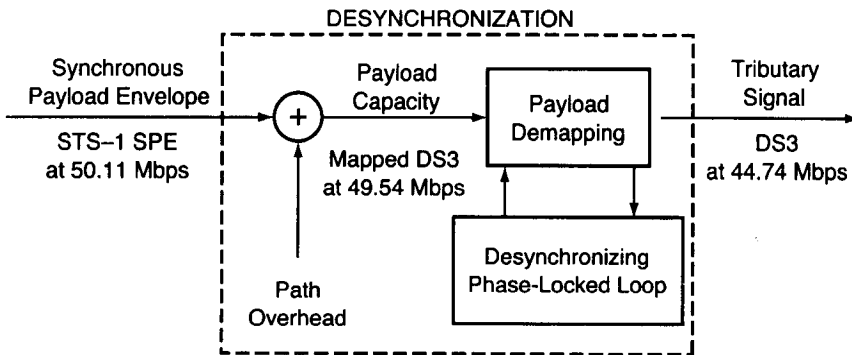 DESYNCHRONIZATION
Synchronous
Payload Envelope
STS–1 SPE
at 50.11 Mbps
+
Payload
Capacity
Mapped DS3
at 49.54 Mbps
Path
Overhead
Payload
Demapping
Desynchronizing
Phase-Locked Loop
Tributary
Signal
DS3
at 44.74 Mbps